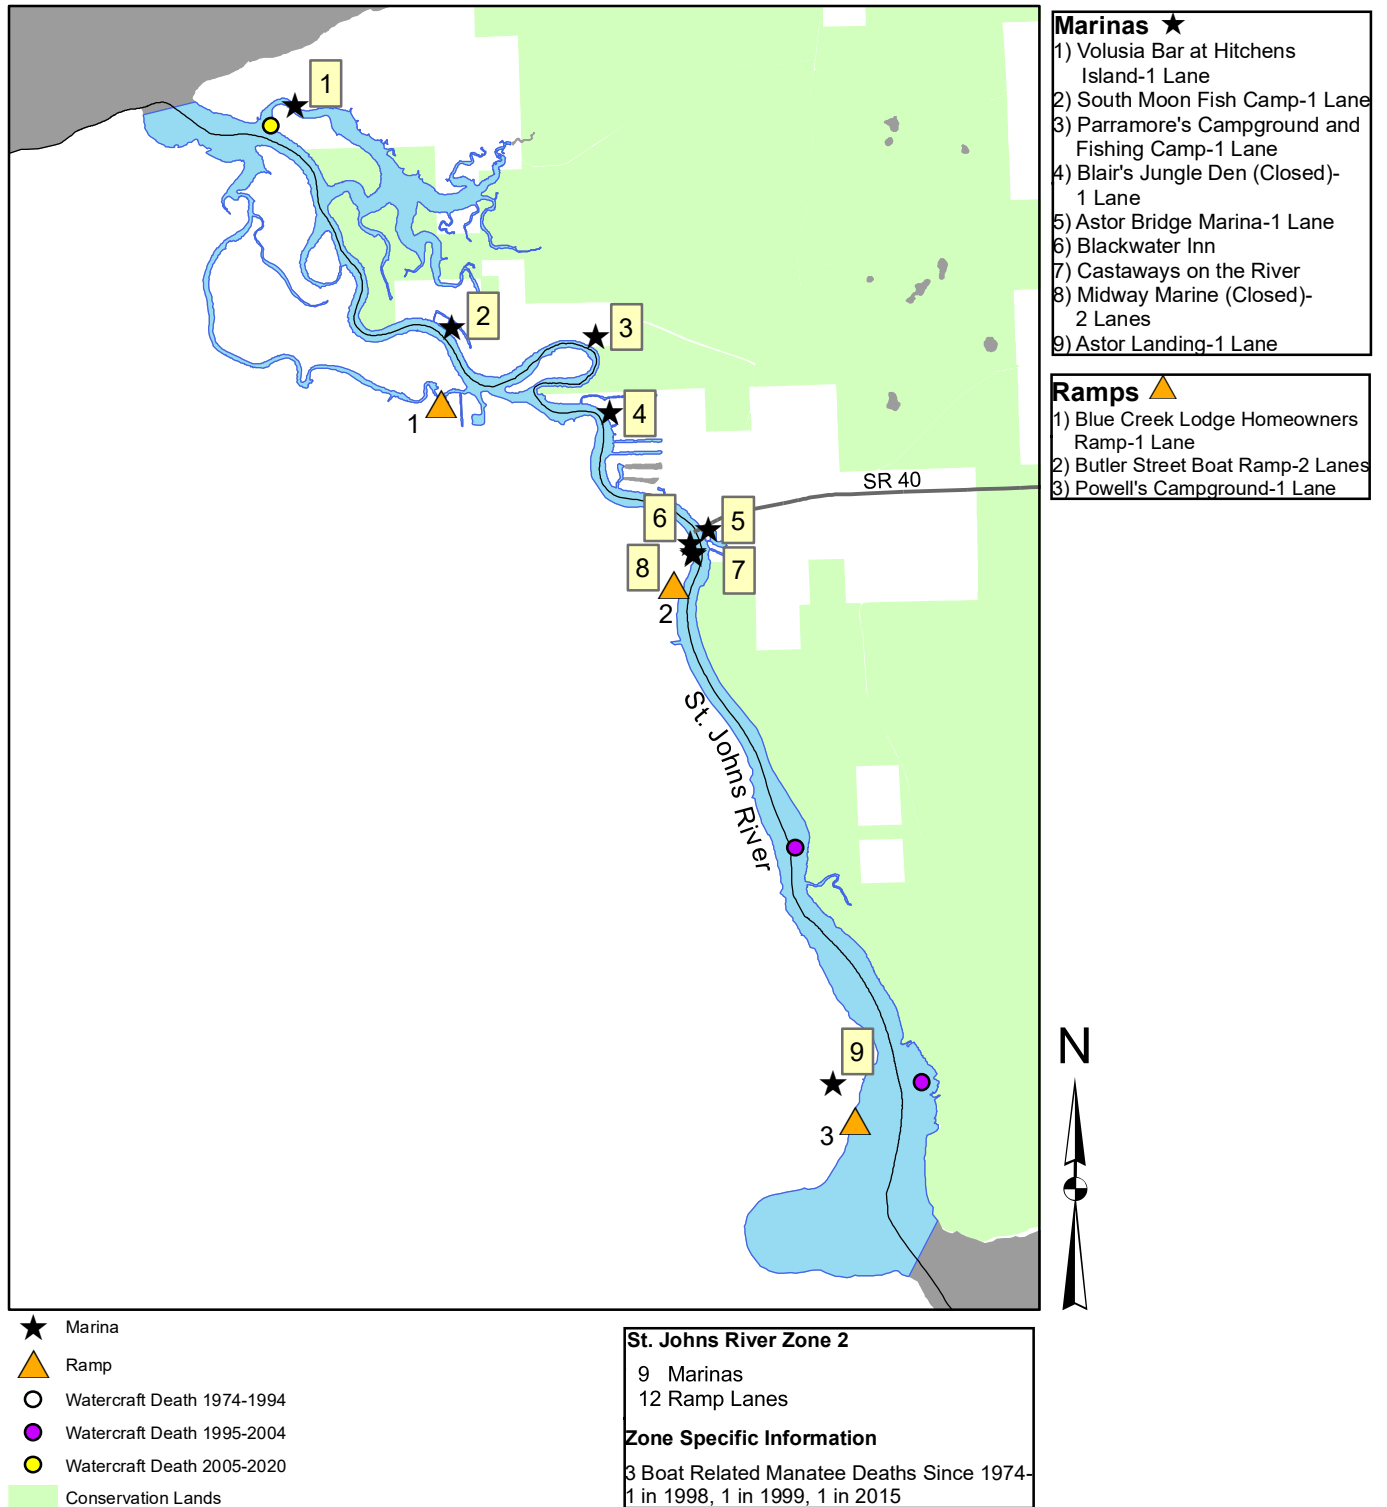 1
2
3
4
1
SR 40
6
5
8
7
2
St. Johns River
9
3
Marinas
1) Volusia Bar at Hitchens
Island-1 Lane
2) South Moon Fish Camp-1 Lane
3) Parramore's Campground and
Fishing Camp-1 Lane
4) Blair's Jungle Den (Closed)-
1 Lane
5) Astor Bridge Marina-1 Lane
6) Blackwater Inn
7) Castaways on the River
8) Midway Marine (Closed)-
2 Lanes
9) Astor Landing-1 Lane
Ramps
1) Blue Creek Lodge Homeowners
Ramp-1 Lane
2) Butler Street Boat Ramp-2 Lanes
3) Powell's Campground-1 Lane
N
Marina
Ramp
Watercraft Death 1974-1994
Watercraft Death 1995-2004
Watercraft Death 2005-2020
Conservation Lands
St. Johns River Zone 2
9 Marinas
12 Ramp Lanes
Zone Specific Information
3 Boat Related Manatee Deaths Since 1974-
1 in 1998, 1 in 1999, 1 in 2015